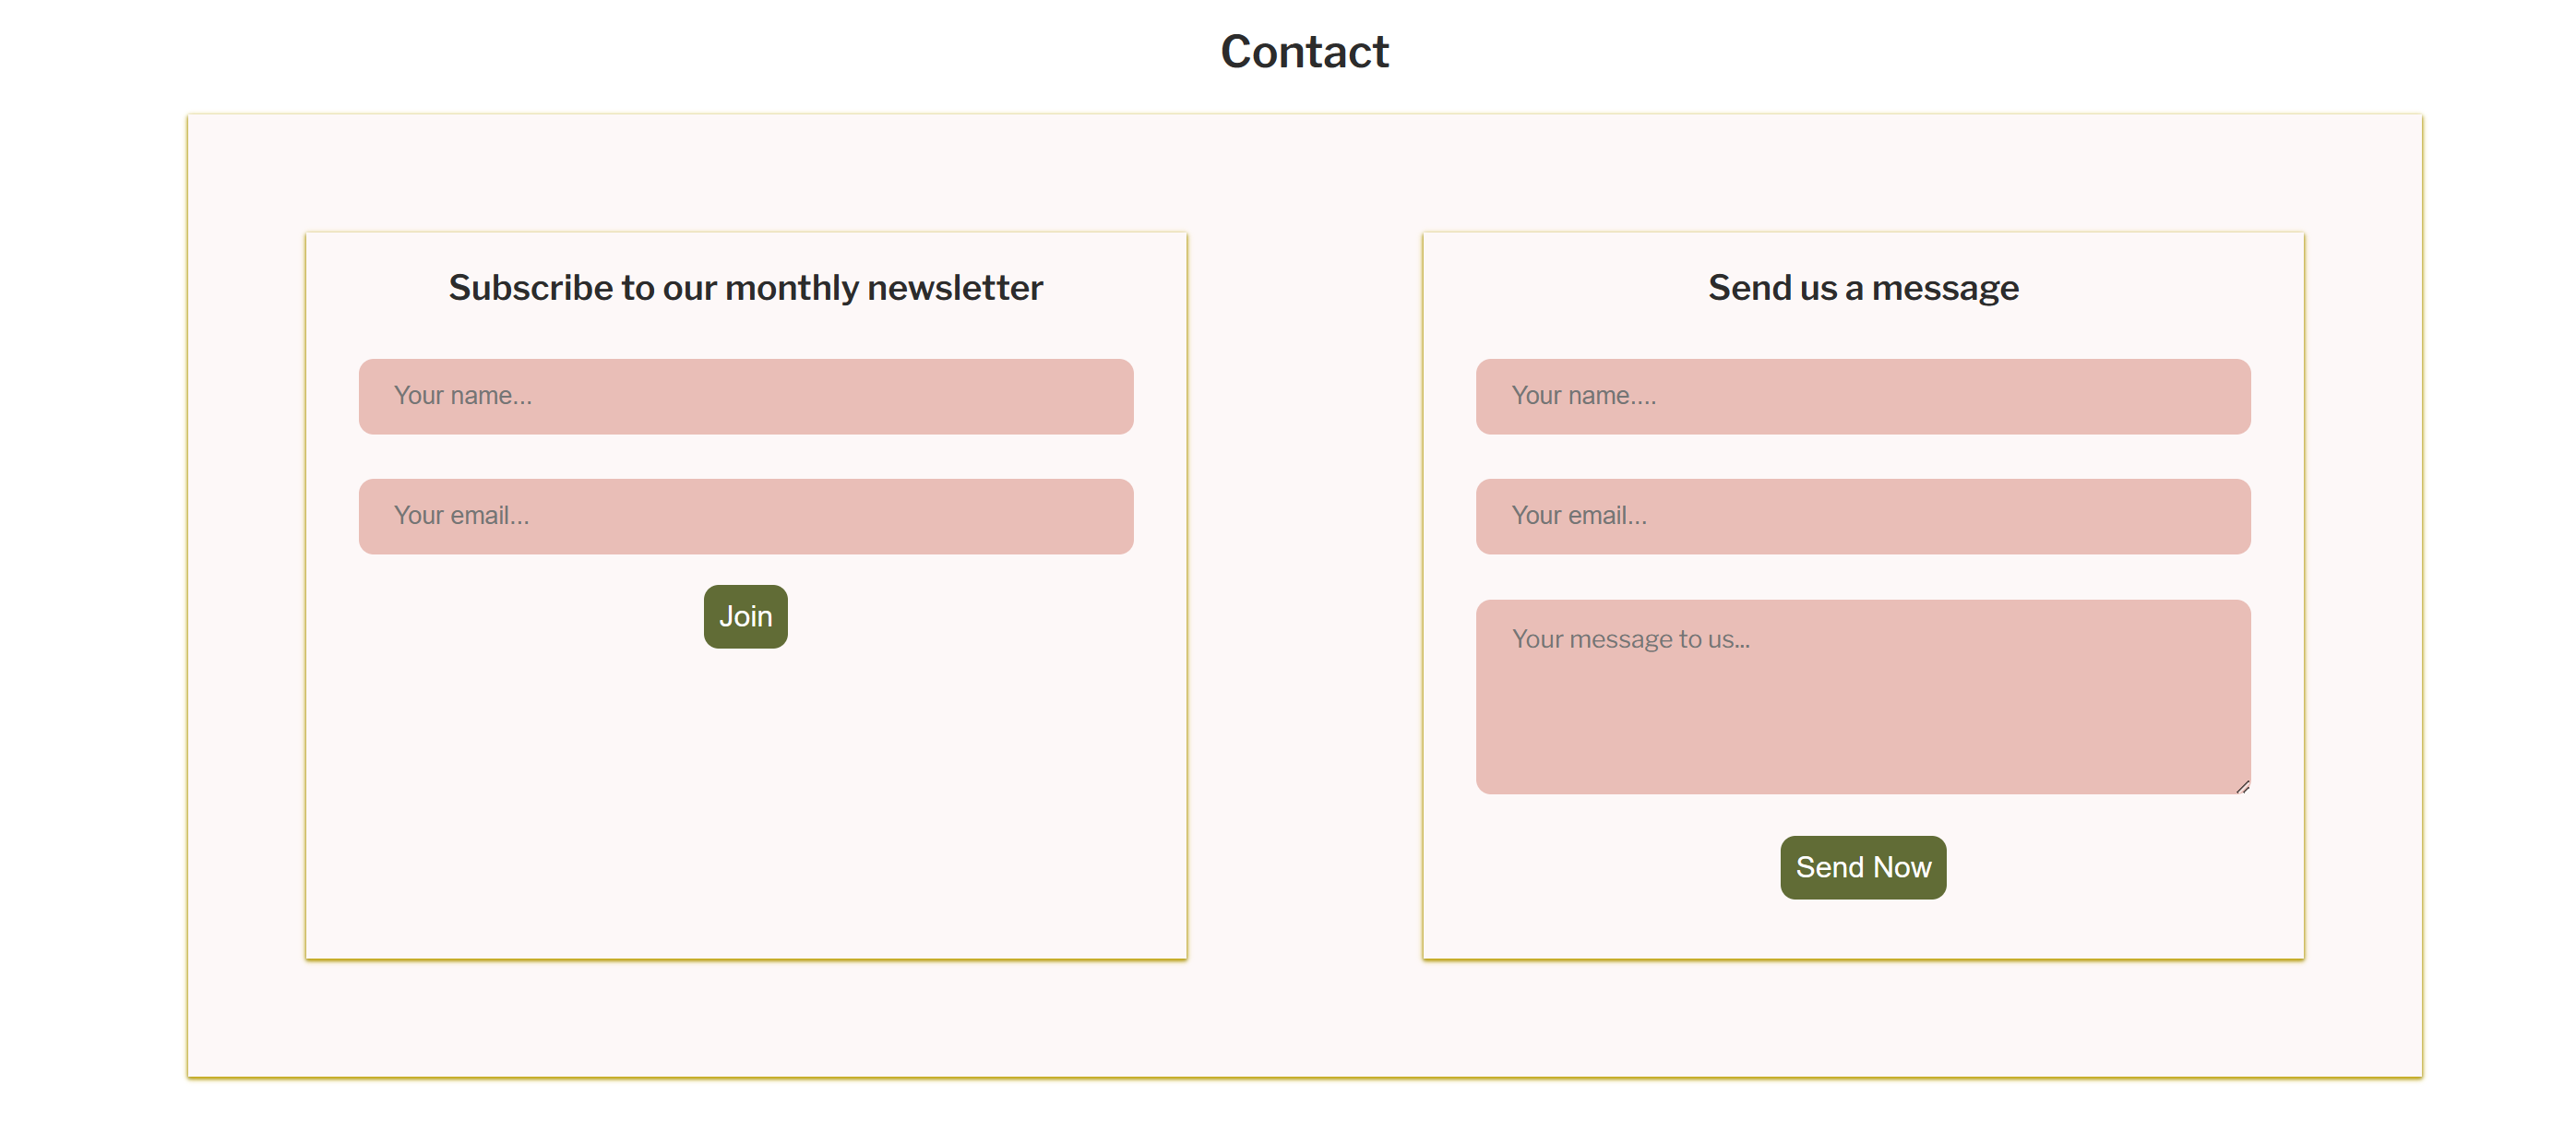 Contact
Subscribe to our monthly newsletter
Your name...
Your email...
Join
Send us a message
Your name....
Your email...
Your message to us...
Send Now